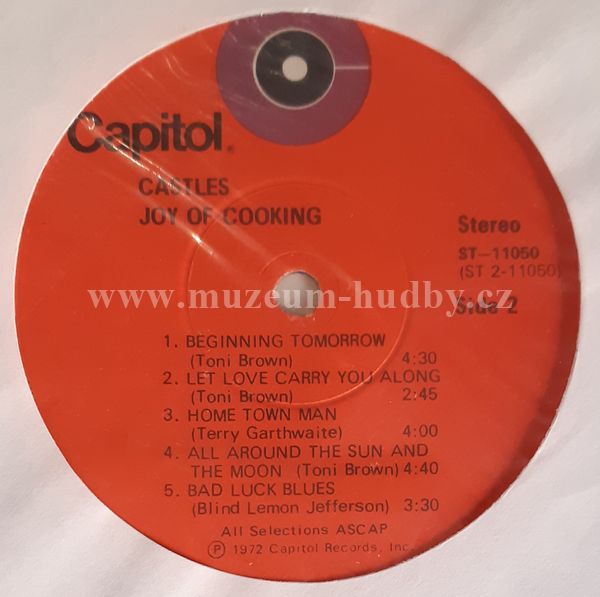 Capitol®
CASTLES
JOY OF COOKING
Stereo
ST-11050
(ST 2-11050)
www.muzeum-hudby.cz
Side 2
1. BEGINNING TOMORROW
(Toni Brown) 4:30
2. LET LOVE CARRY YOU ALONG
(Toni Brown) 2:45
3. HOME TOWN MAN
(Terry Garthwaite) 4:00
4. ALL AROUND THE SUN AND
THE MOON (Toni Brown) 4:40
5. BAD LUCK BLUES
(Blind Lemon Jefferson) 3:30
All Selections ASCAP
℗ 1972 Capitol Records, Inc.